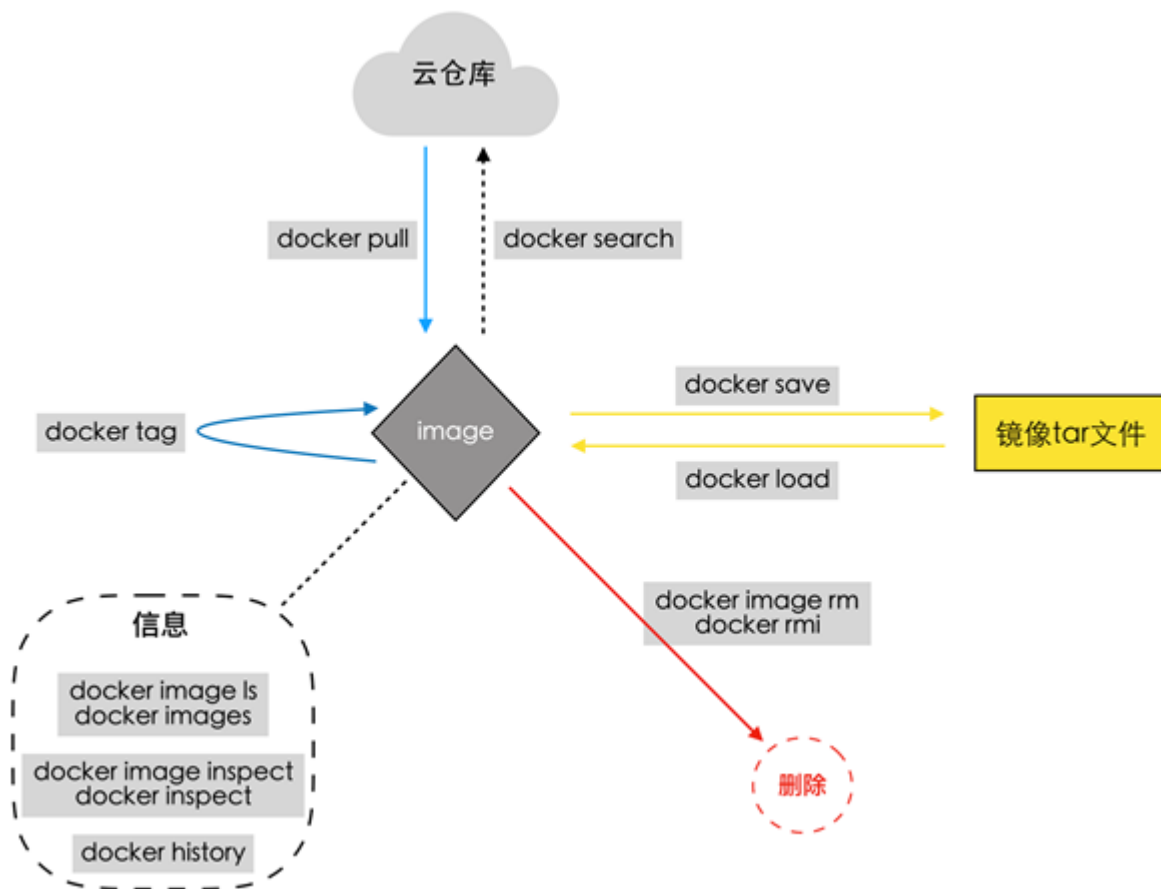 云仓库
docker pull
docker search
docker save
docker tag
image
镜像tar文件
docker load
docker image rm
docker rmi
信息
docker image ls
docker images
docker image inspect
docker inspect
docker history
删除